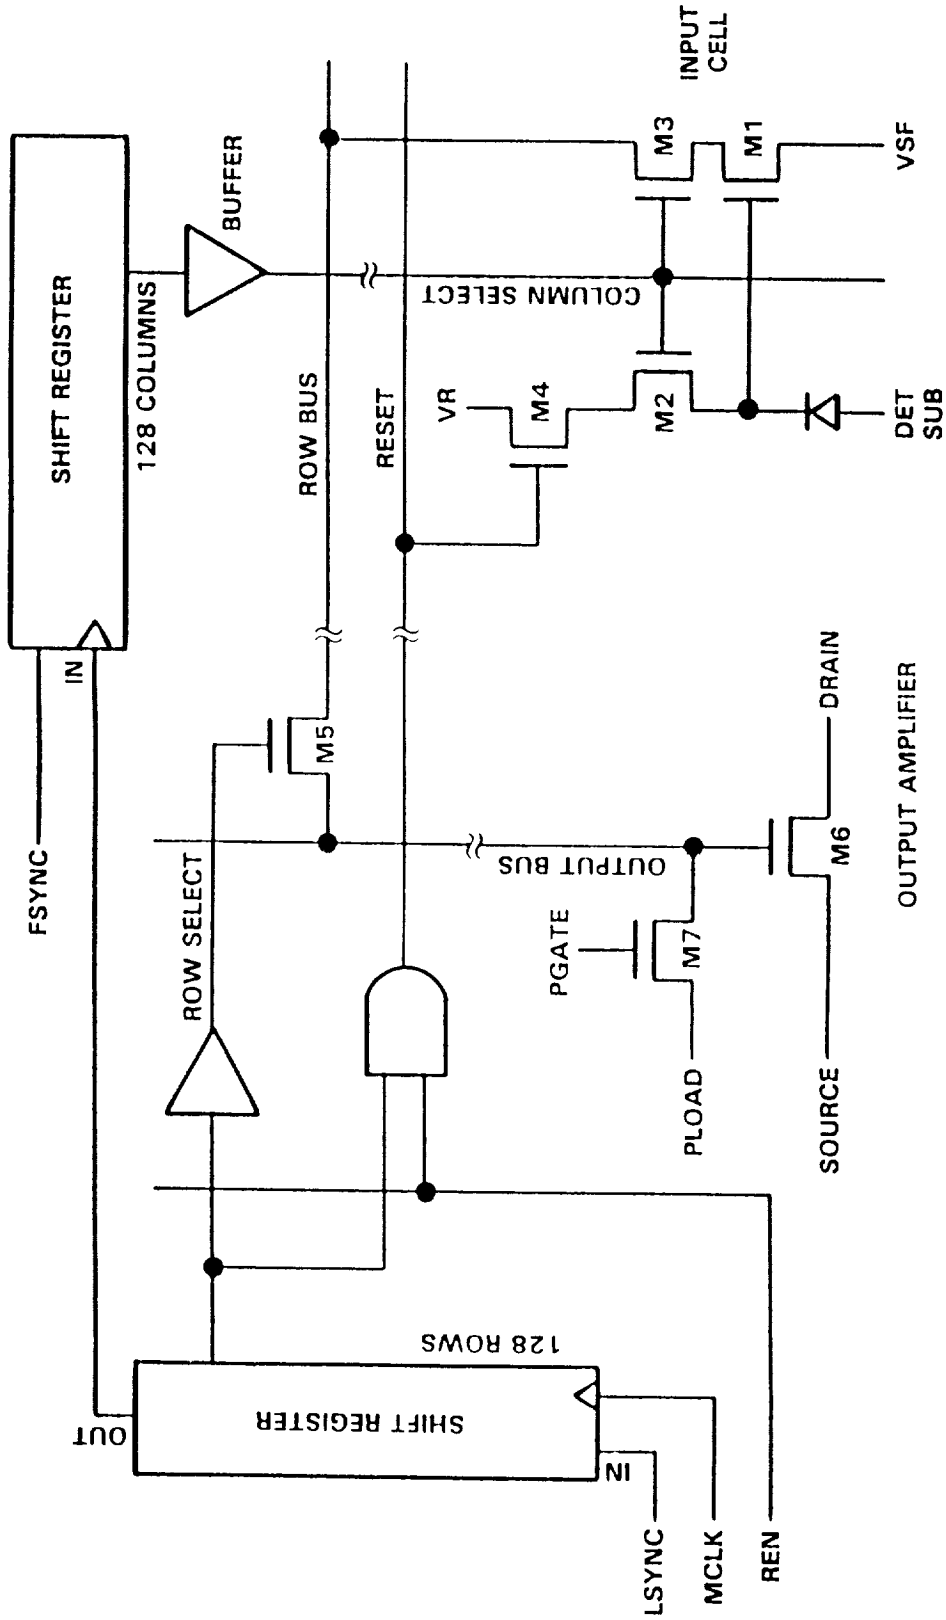 SHIFT REGISTER
128 COLUMNS
IN
FSYNC
BUFFER
ROW BUS
RESET
COLUMN SELECT
INPUT
CELL
VR
M4
M2
M3
M1
VSF
DET
SUB
ROW SELECT
M5
OUTPUT BUS
PGATE
M7
PLOAD
M6
SOURCE
DRAIN
OUTPUT AMPLIFIER
OUT
SHIFT REGISTER
128 ROWS
IN
LSYNC
MCLK
REN